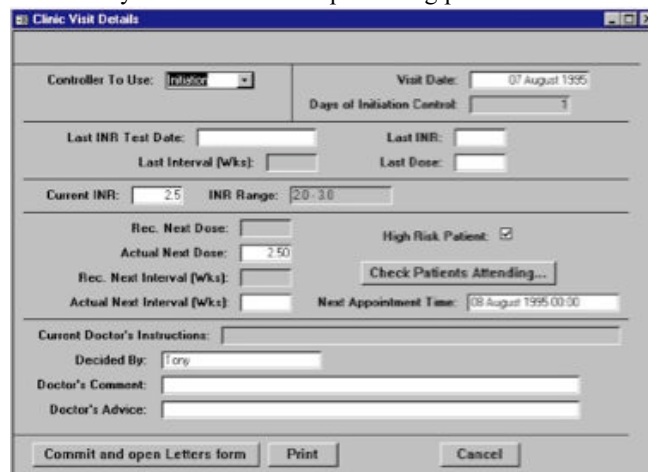 Clinic Visit Details
Controller To Use: Initiation Visit Date: 07 August 1995
Days of Initiation Control: 1
Last INR Test Date: Last INR:
Last Interval (Wks): Last Dose:
Current INR: 2.5 INR Range: 2.0 - 3.0
Rec. Next Dose: High Risk Patient:
Actual Next Dose: 2.50
Rec. Next Interval (Wks): Check Patients Attending...
Actual Next Interval (Wks): Next Appointment Time: 08 August 1995 00:00
Current Doctor's Instructions:
Decided By: Tony
Doctor's Comment:
Doctor's Advice:
Commit and open Letters form Print Cancel